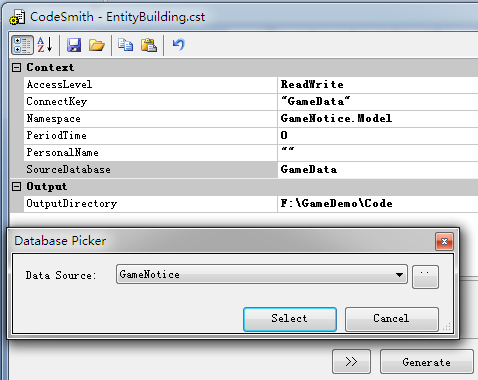 CodeSmith - EntityBuilding.cst
Context
AccessLevel ReadWrite
ConnectKey "GameData"
Namespace GameNotice.Model
PeriodTime 0
PersonalName ""
SourceDatabase GameData
Output
OutputDirectory F:\GameDemo\Code
Database Picker
Data Source: GameNotice ..
Select Cancel
>> Generate